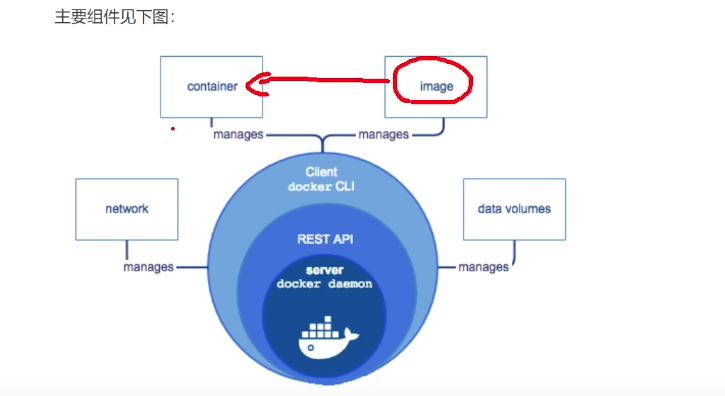 主要组件见下图：
container
image
manages
manages
Client
docker CLI
network
data volumes
REST API
manages
manages
server
docker daemon